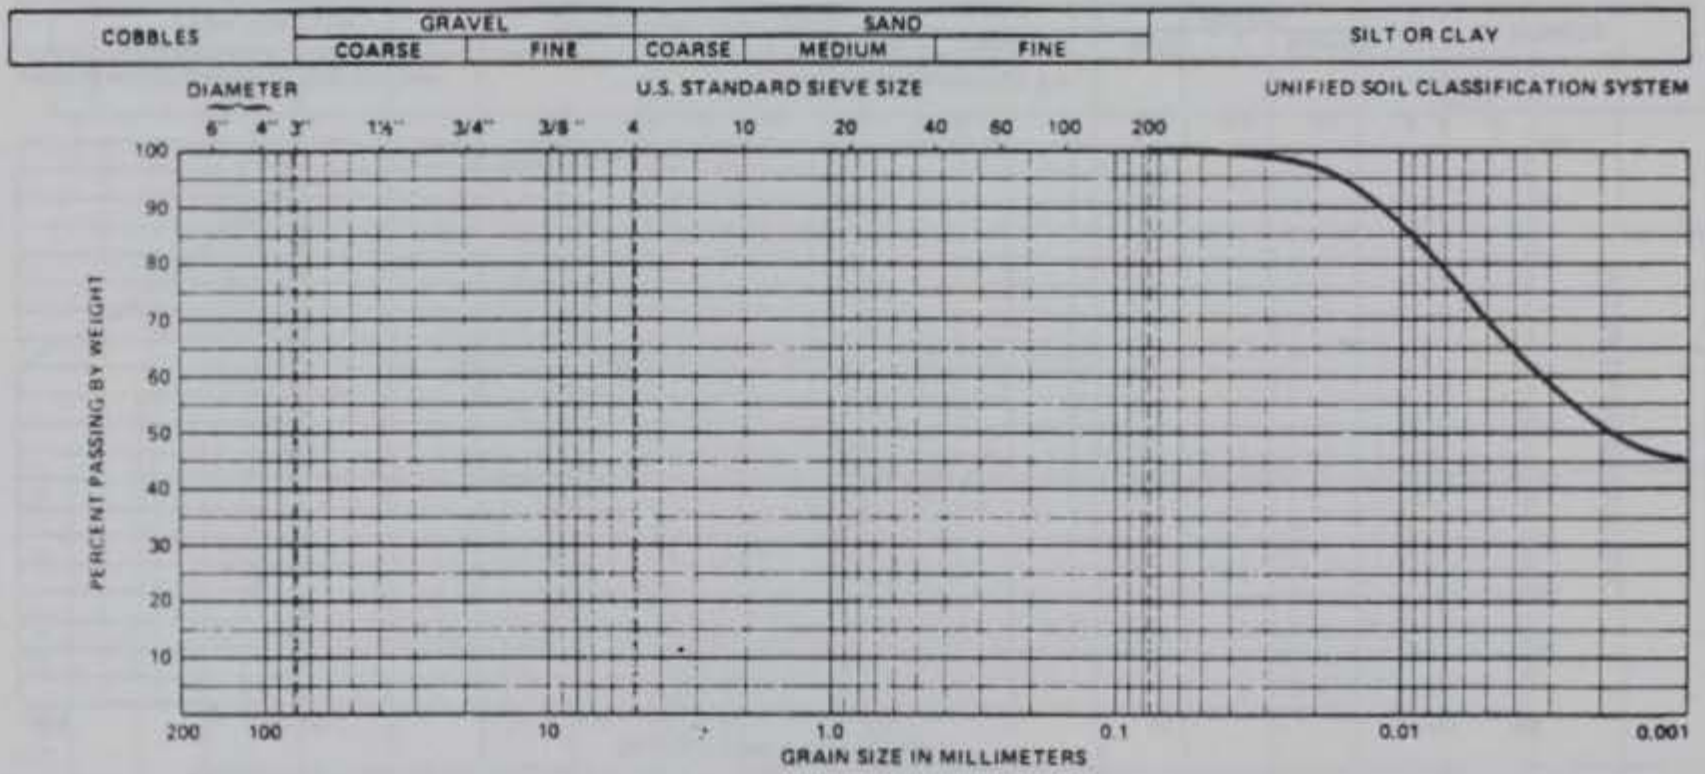 COBBLES GRAVEL SAND SILT OR CLAY
COARSE FINE COARSE MEDIUM FINE
DIAMETER U.S. STANDARD SIEVE SIZE UNIFIED SOIL CLASSIFICATION SYSTEM
6" 4" 3" 1½" 3/4" 3/8" 4 10 20 40 60 100 200
100
90
80
70
60
50
40
30
20
10
PERCENT PASSING BY WEIGHT
200 100 10 1.0 0.1 0.01 0.001
GRAIN SIZE IN MILLIMETERS